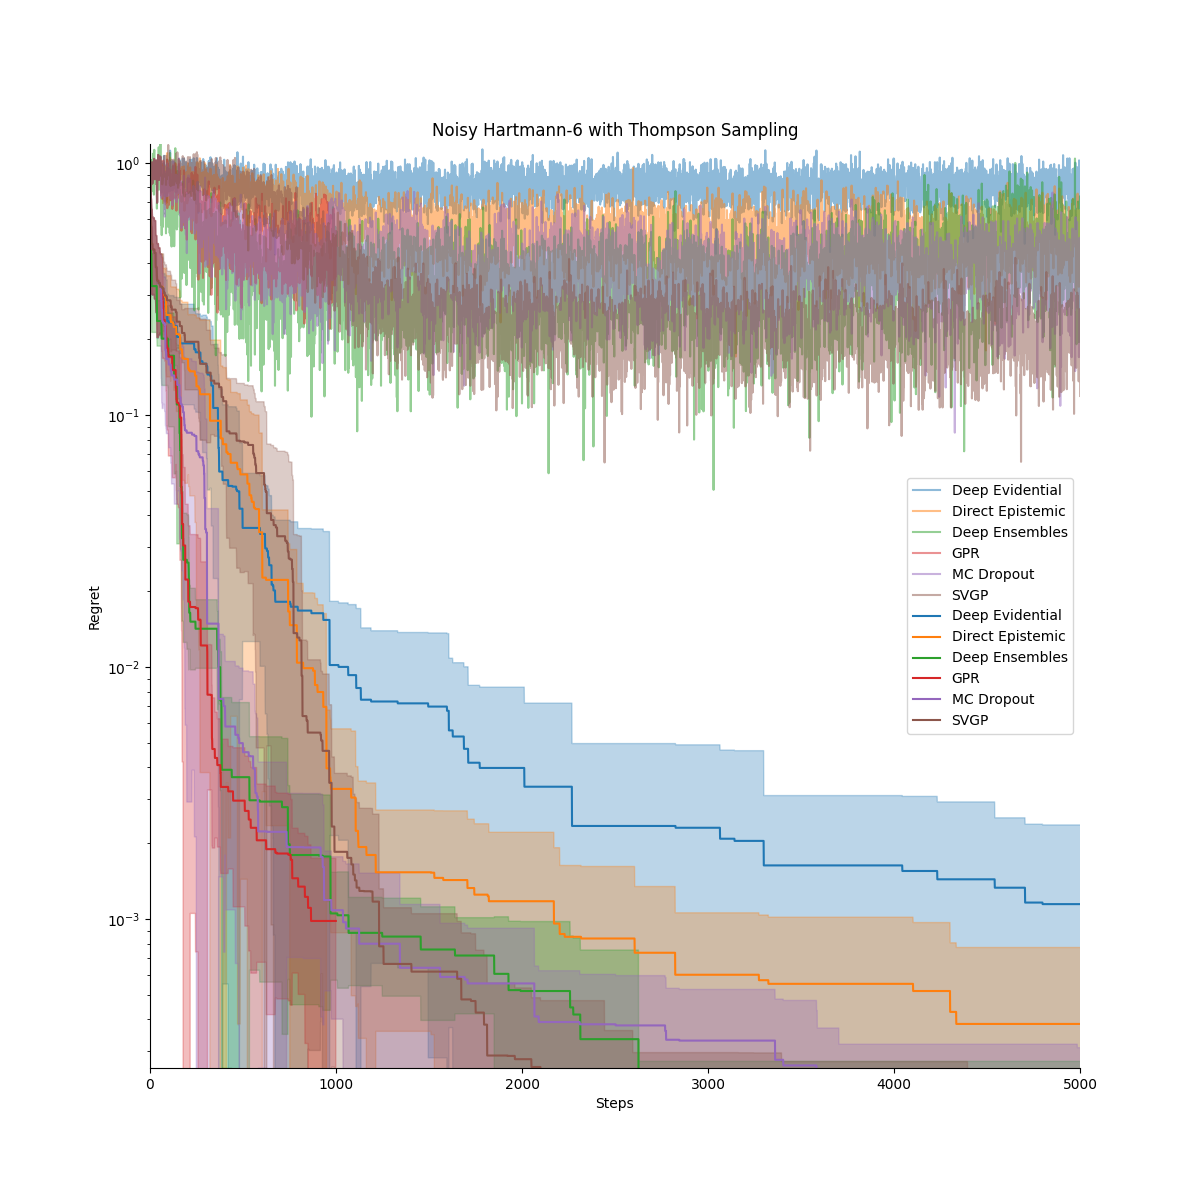 Noisy Hartmann-6 with Thompson Sampling
10⁰
10⁻¹
10⁻²
10⁻³
Regret
Deep Evidential
Direct Epistemic
Deep Ensembles
GPR
MC Dropout
SVGP
Deep Evidential
Direct Epistemic
Deep Ensembles
GPR
MC Dropout
SVGP
0 1000 2000 3000 4000 5000
Steps